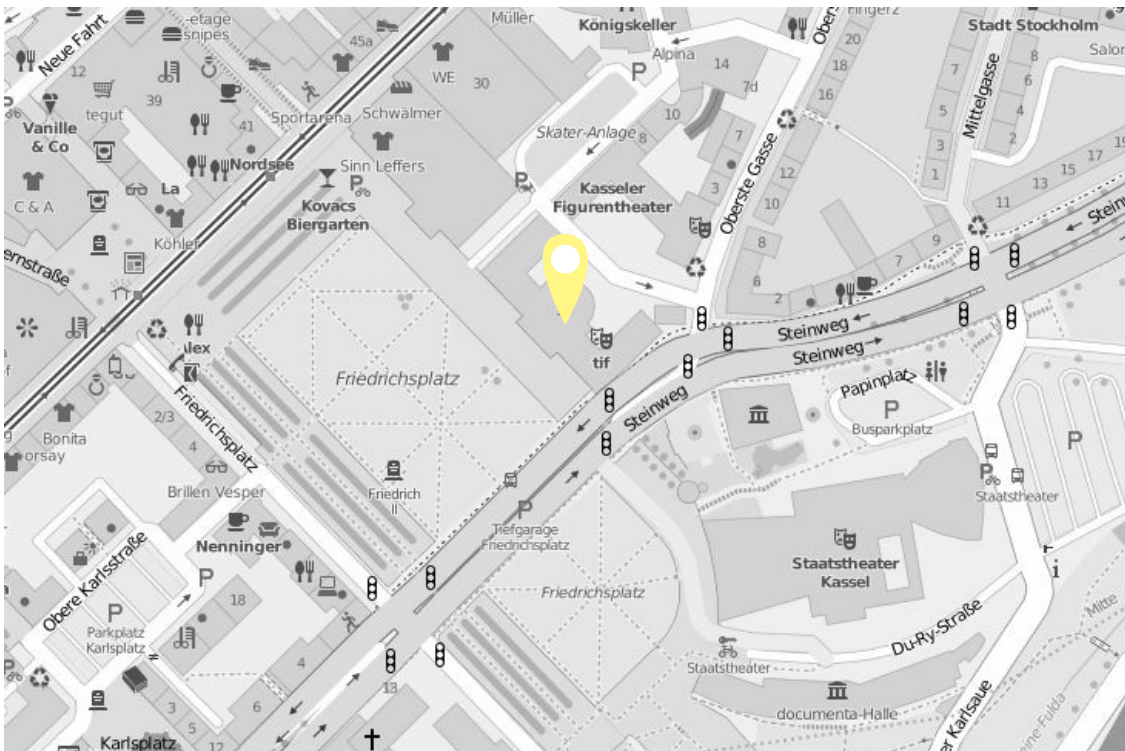 Neue Fahrt
-etage
snipes
45a
Müller
Königskeller
Alpina
Fingerz
Stadt Stockholm
Salon
12
tegut
39
WE
30
14
7d
20
18
16
7
8
6
4
2
Mittelgasse
5
3
1
Vanille
& Co
41
Sportarena
Schwälmer
Skater-Anlage
10
8
7
3
12
10
Oberste Gasse
19
17
15
13
11
Nordsee
Sinn Leffers
C & A
La
Köhler
Kovacs
Biergarten
Kasseler
Figurentheater
8
6
2
7
9
Steinweg
Steinweg
Steinweg
Steinweg
tif
Papinplatz
Busparkplatz
P
P
P
Friedrichsplatz
Friedrichsplatz
2/3
4
Bonita
orsay
Brillen Vesper
Friedrich
II
Staatstheater
Nenninger
P
Tiefgarage
Friedrichsplatz
Staatstheater
Kassel
Obere Karlsstraße
P
18
P
Parkplatz
Karlsplatz
Friedrichsplatz
Mitte
Du-Ry-Straße
Staatstheater
4
13
3
5
6
12
documenta-Halle
Karlsplatz
er Karlsaue
ne-Fulda